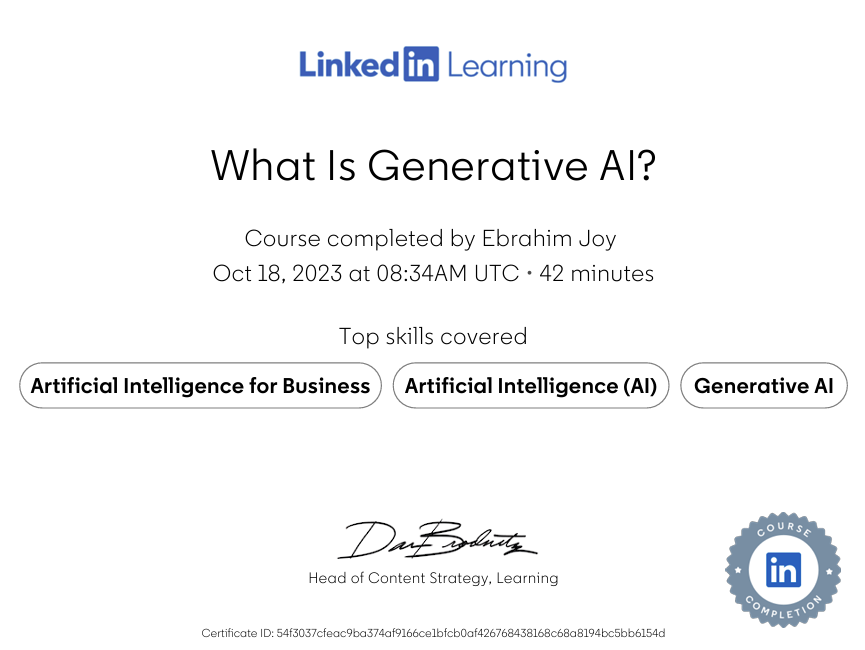 Linked in Learning
What Is Generative AI?
Course completed by Ebrahim Joy
Oct 18, 2023 at 08:34AM UTC • 42 minutes
Top skills covered
Artificial Intelligence for Business Artificial Intelligence (AI) Generative AI
Dan Brodnitz
Head of Content Strategy, Learning
COURSE
in
COMPLETION
Certificate ID: 54f3037cfeac9ba374af9166ce1bfcb0af426768438168c68a8194bc5bb6154d